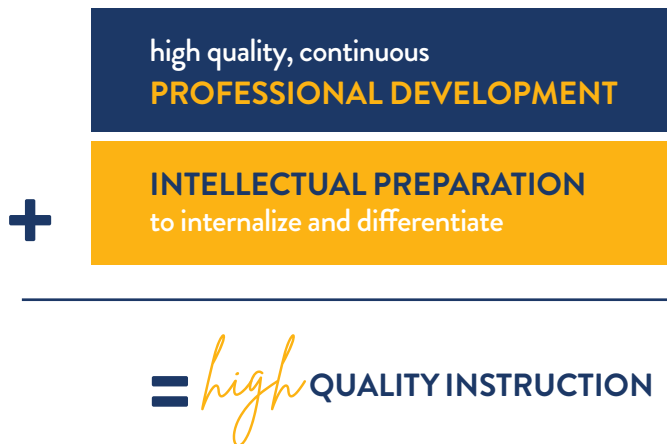 high quality, continuous
PROFESSIONAL DEVELOPMENT
+
INTELLECTUAL PREPARATION
to internalize and differentiate
= high QUALITY INSTRUCTION